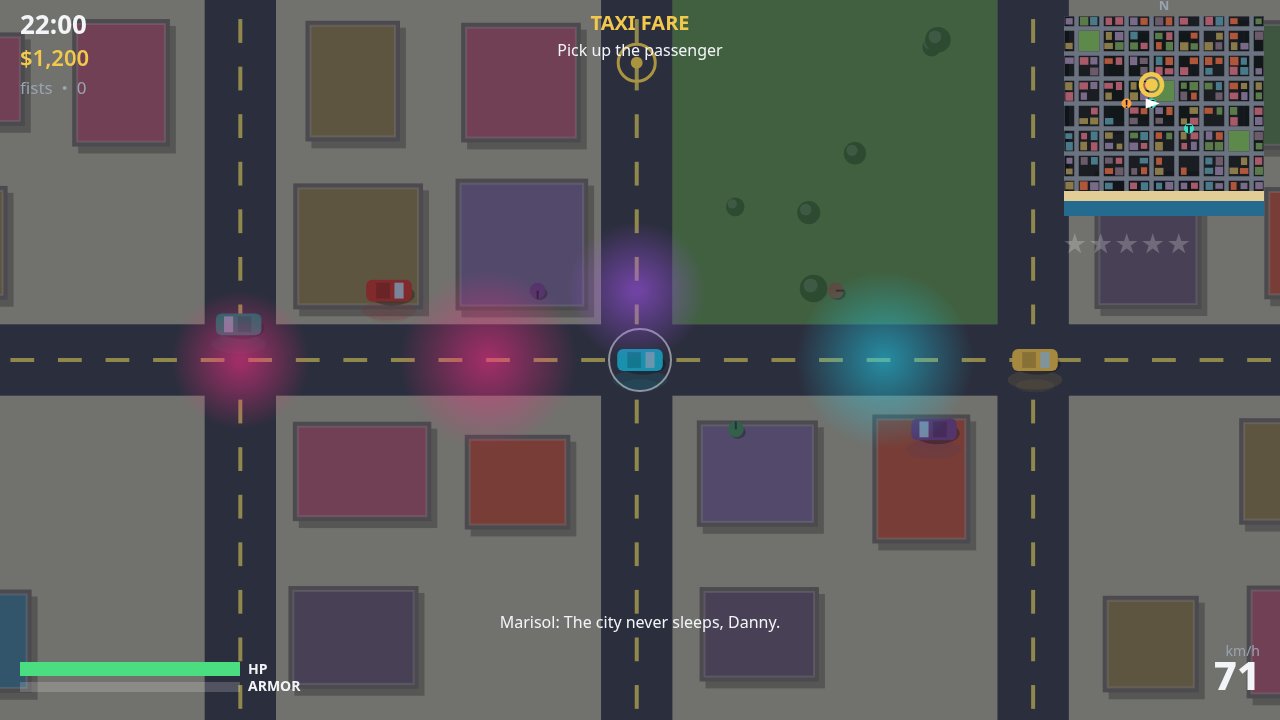 22:00
$1,200
fists • 0
TAXI FARE
Pick up the passenger
N
Marisol: The city never sleeps, Danny.
HP
ARMOR
km/h
71